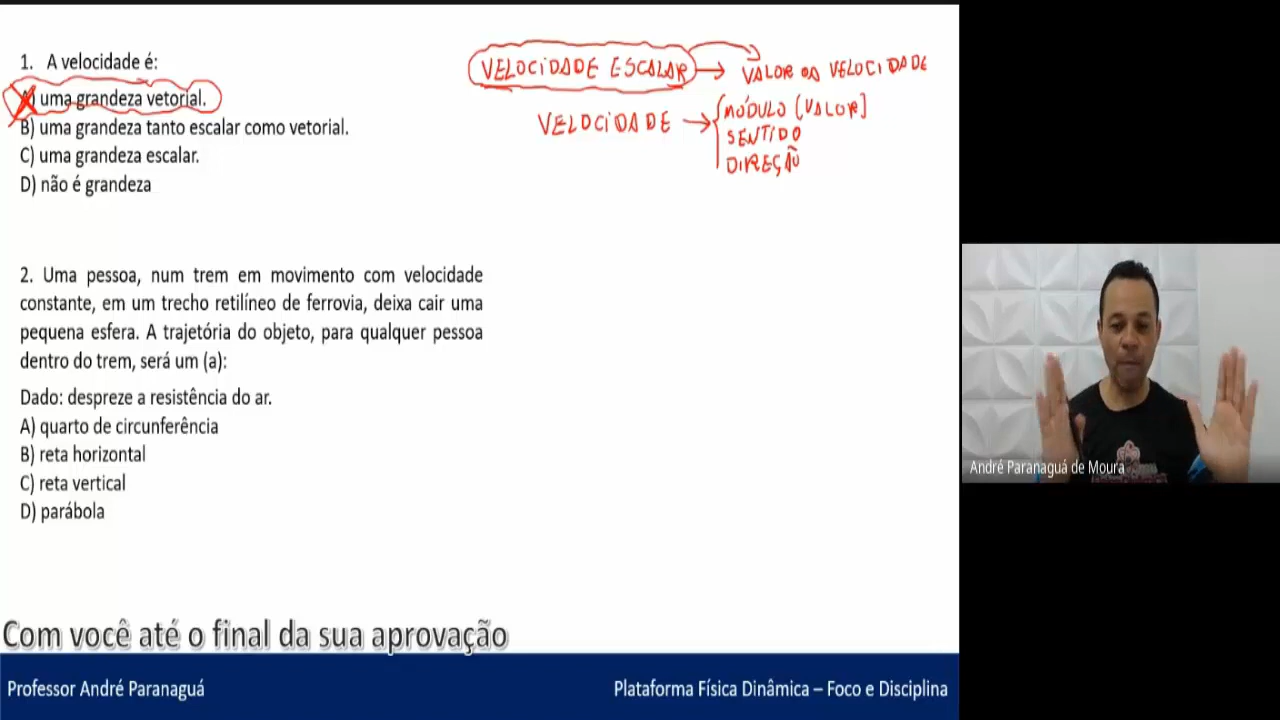 1. A velocidade é:
A) uma grandeza vetorial.
B) uma grandeza tanto escalar como vetorial.
C) uma grandeza escalar.
D) não é grandeza
VELOCIDADE ESCALAR → VALOR DA VELOCIDADE
VELOCIDADE → MÓDULO (VALOR)
SENTIDO
DIREÇÃO
2. Uma pessoa, num trem em movimento com velocidade
constante, em um trecho retilíneo de ferrovia, deixa cair uma
pequena esfera. A trajetória do objeto, para qualquer pessoa
dentro do trem, será um (a):
Dado: despreze a resistência do ar.
A) quarto de circunferência
B) reta horizontal
C) reta vertical
D) parábola
André Paranaguá de Moura
Com você até o final da sua aprovação
Professor André Paranaguá
Plataforma Física Dinâmica – Foco e Disciplina